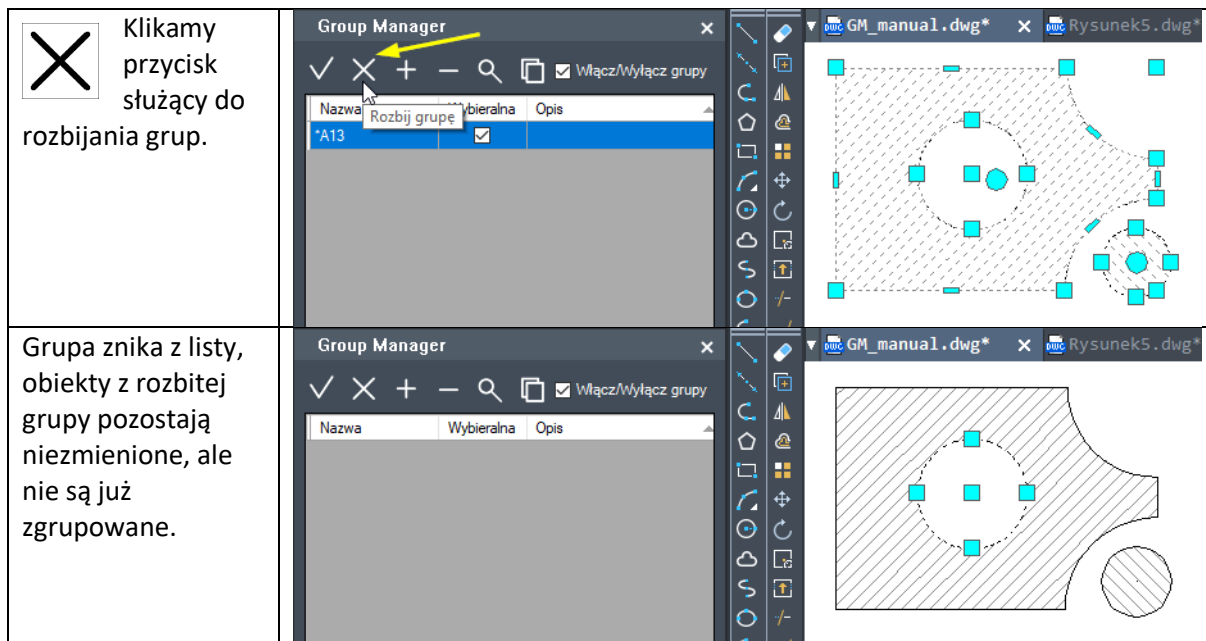 Klikamy
przycisk
służący do
rozbijania grup.
Group Manager
Włącz/Wyłącz grupy
Nazwa Wybieralna Opis
Rozbij grupę
*A13
GM_manual.dwg* Rysunek5.dwg*
Grupa znika z listy,
obiekty z rozbitej
grupy pozostają
niezmienione, ale
nie są już
zgrupowane.
Group Manager
Włącz/Wyłącz grupy
Nazwa Wybieralna Opis
GM_manual.dwg* Rysunek5.dwg*